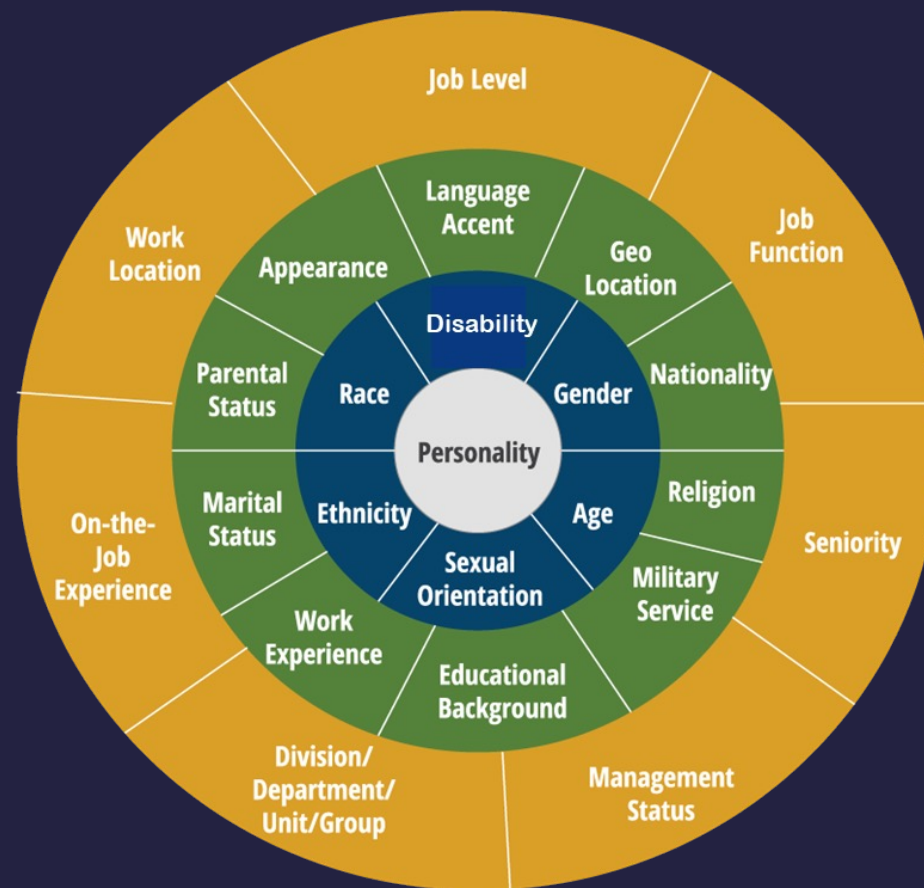 Job Level
Job
Function
Seniority
Management
Status
Division/
Department/
Unit/Group
On-the-
Job
Experience
Work
Location
Language
Accent
Geo
Location
Nationality
Religion
Military
Service
Educational
Background
Work
Experience
Marital
Status
Parental
Status
Appearance
Disability
Gender
Age
Sexual
Orientation
Ethnicity
Race
Personality